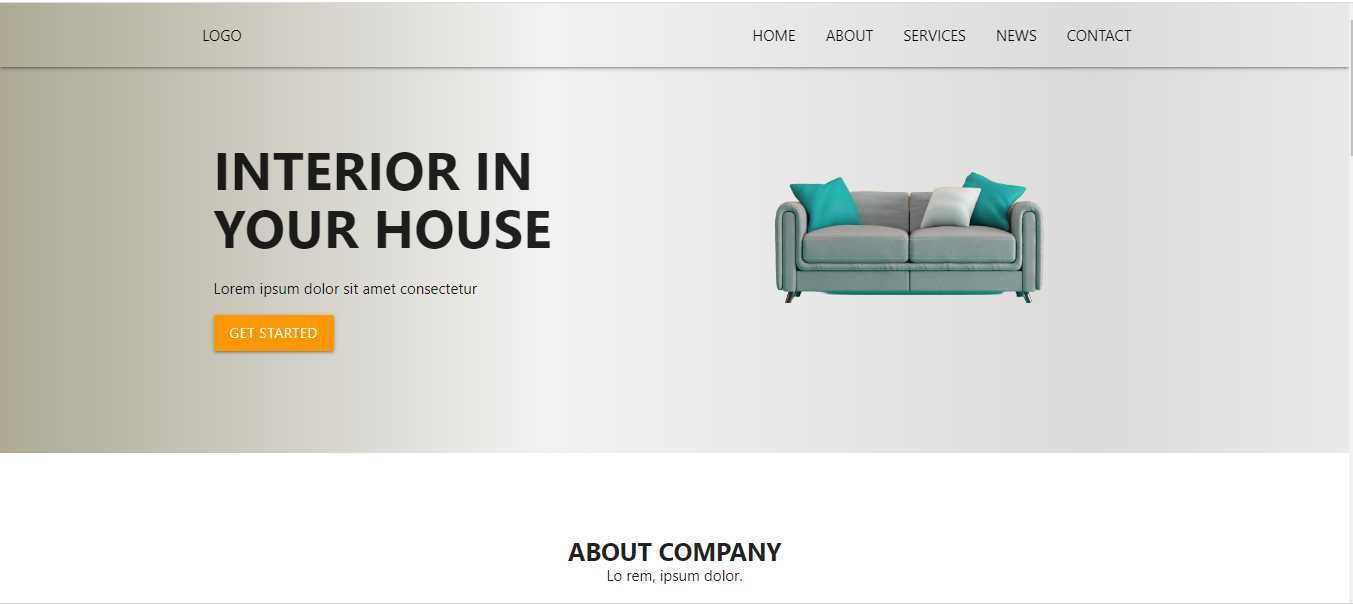 LOGO
HOME ABOUT SERVICES NEWS CONTACT
INTERIOR IN
YOUR HOUSE
Lorem ipsum dolor sit amet consectetur
GET STARTED
ABOUT COMPANY
Lo rem, ipsum dolor.